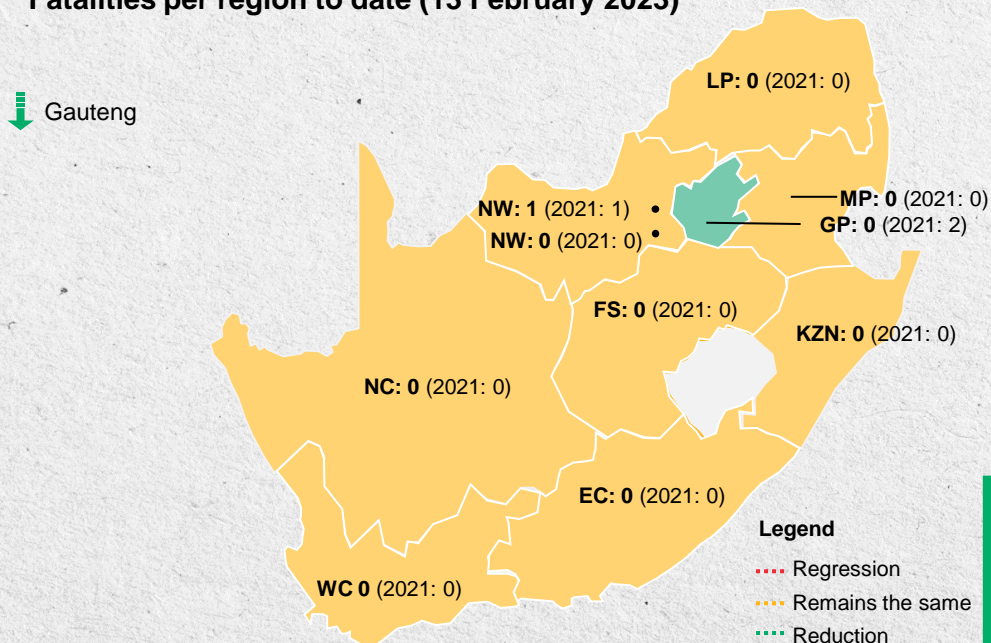 Fatalities per region to date (13 February 2023)
Gauteng
LP: 0 (2021: 0)
NW: 1 (2021: 1)
MP: 0 (2021: 0)
GP: 0 (2021: 2)
NW: 0 (2021: 0)
FS: 0 (2021: 0)
KZN: 0 (2021: 0)
NC: 0 (2021: 0)
EC: 0 (2021: 0)
WC 0 (2021: 0)
Legend
Regression
Remains the same
Reduction